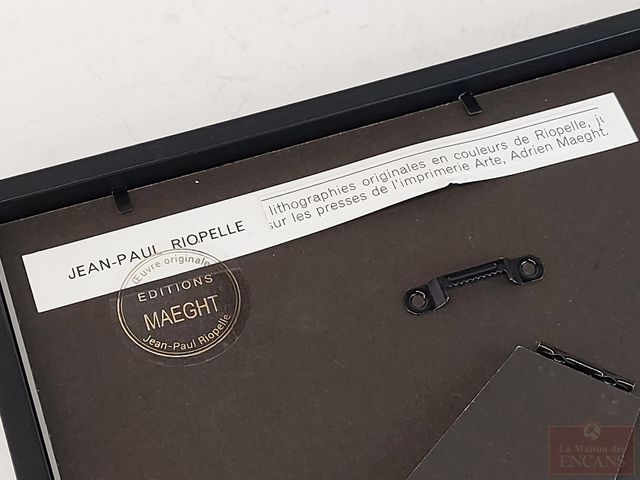 JEAN-PAUL RIOPELLE
lithographies originales en couleurs de Riopelle,
sur les presses de l'imprimerie Arte, Adrien Maeght.
Œuvre originale
EDITIONS
MAEGHT
Jean-Paul Riopelle
La Maison des
ENCANS